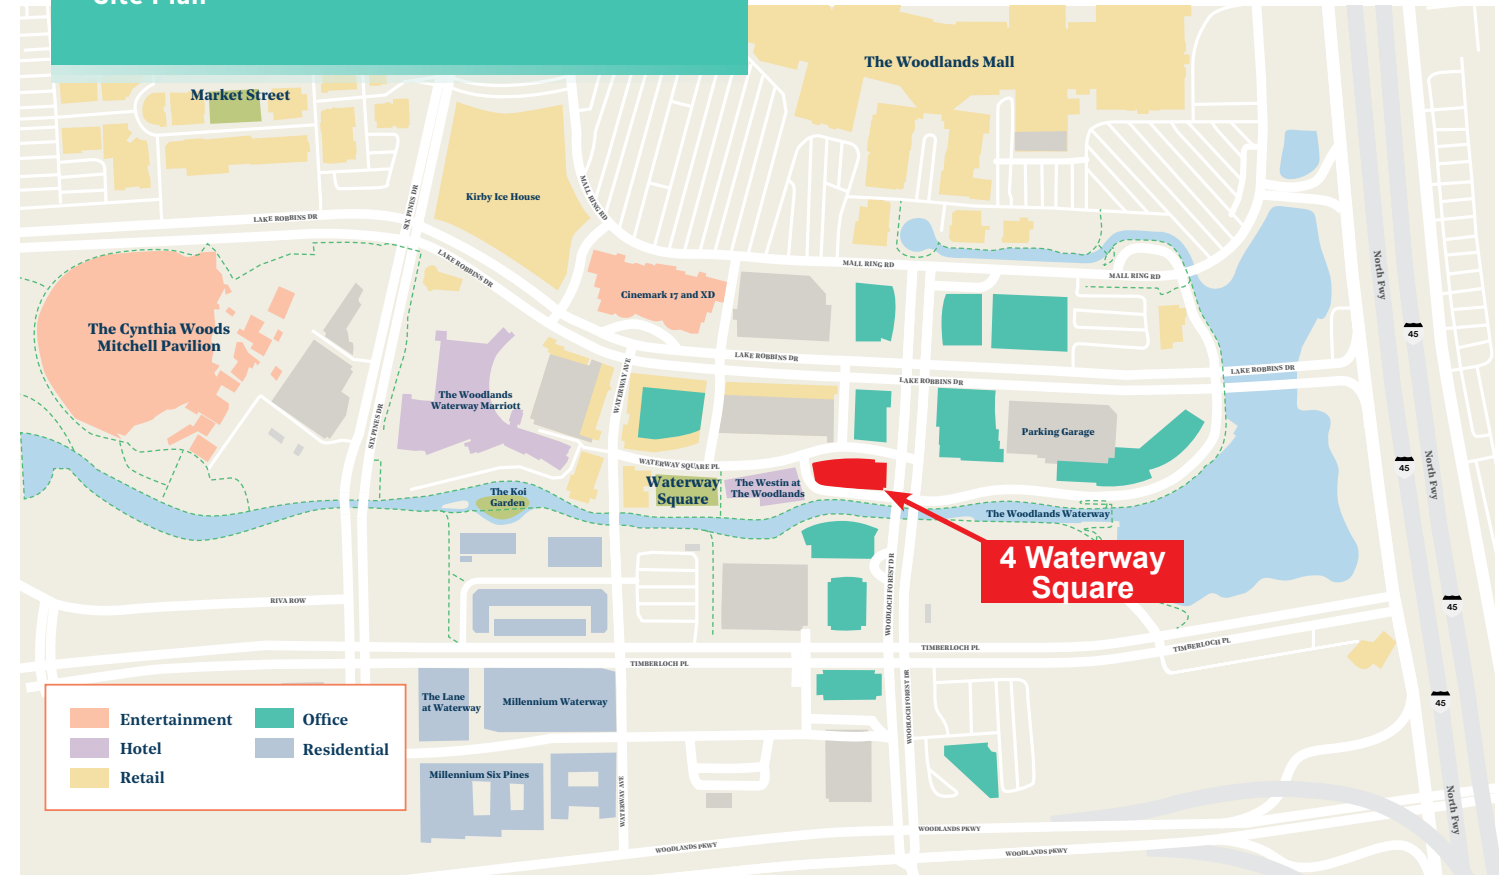 Site Plan
The Woodlands Mall
Market Street
Kirby Ice House
MALL RING RD
SIX PINES DR
LAKE ROBBINS DR
LAKE ROBBINS DR
MALL RING RD
MALL RING RD
North Fwy
Cinemark 17 and XD
The Cynthia Woods
Mitchell Pavilion
45
LAKE ROBBINS DR
LAKE ROBBINS DR
LAKE ROBBINS DR
WATERWAY AVE
The Woodlands
Waterway Marriott
SIX PINES DR
Parking Garage
WATERWAY SQUARE PL
45
North Fwy
Waterway
Square
The Westin at
The Woodlands
The Koi
Garden
The Woodlands Waterway
4 Waterway
Square
WOODLOCH FOREST DR
RIVA ROW
45
TIMBERLOCH PL
TIMBERLOCH PL
TIMBERLOCH PL
WOODLOCH FOREST DR
The Lane
at Waterway
Millennium Waterway
45
Entertainment
Hotel
Retail
Office
Residential
Millennium Six Pines
WATERWAY AVE
North Fwy
WOODLANDS PKWY
WOODLANDS PKWY
WOODLANDS PKWY